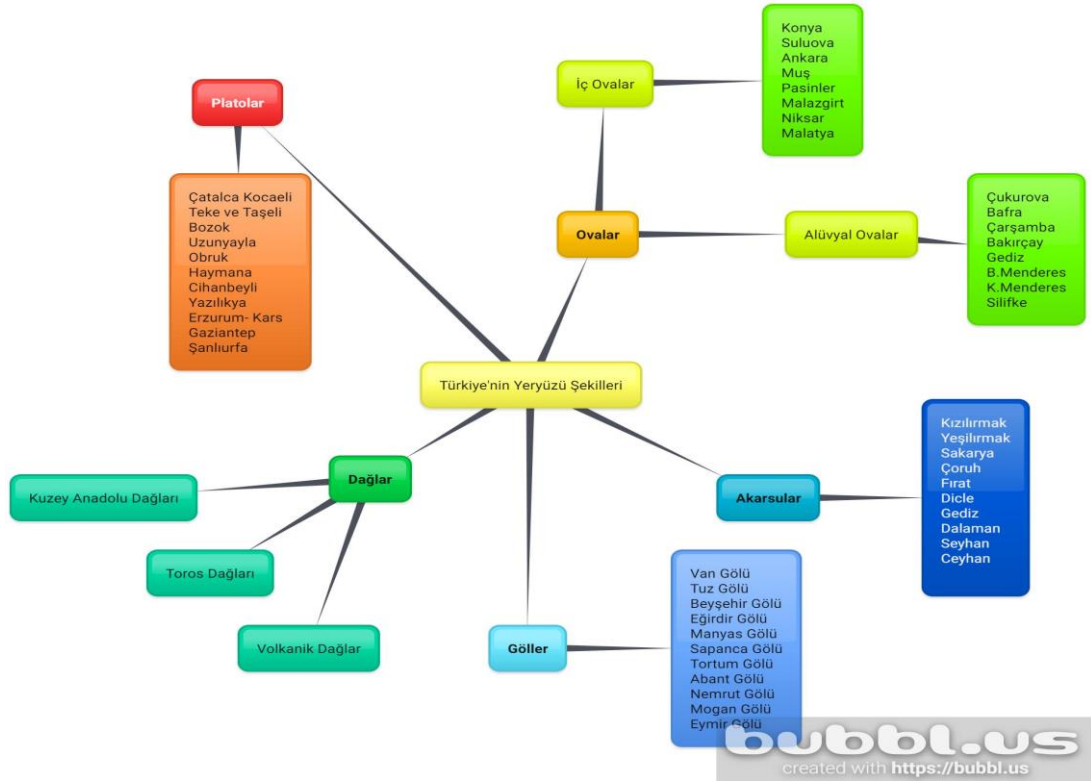 Türkiye'nin Yeryüzü Şekilleri
Platolar
Çatalca Kocaeli
Teke ve Taşeli
Bozok
Uzunyayla
Obruk
Haymana
Cihanbeyli
Yazılıkya
Erzurum- Kars
Gaziantep
Şanlıurfa
Ovalar
İç Ovalar
Konya
Suluova
Ankara
Muş
Pasinler
Malazgirt
Niksar
Malatya
Alüvyal Ovalar
Çukurova
Bafra
Çarşamba
Bakırçay
Gediz
B.Menderes
K.Menderes
Silifke
Dağlar
Kuzey Anadolu Dağları
Toros Dağları
Volkanik Dağlar
Göller
Van Gölü
Tuz Gölü
Beyşehir Gölü
Eğirdir Gölü
Manyas Gölü
Sapanca Gölü
Tortum Gölü
Abant Gölü
Nemrut Gölü
Mogan Gölü
Eymir Gölü
Akarsular
Kızılırmak
Yeşilırmak
Sakarya
Çoruh
Fırat
Dicle
Gediz
Dalaman
Seyhan
Ceyhan
bubbl.us
created with https://bubbl.us